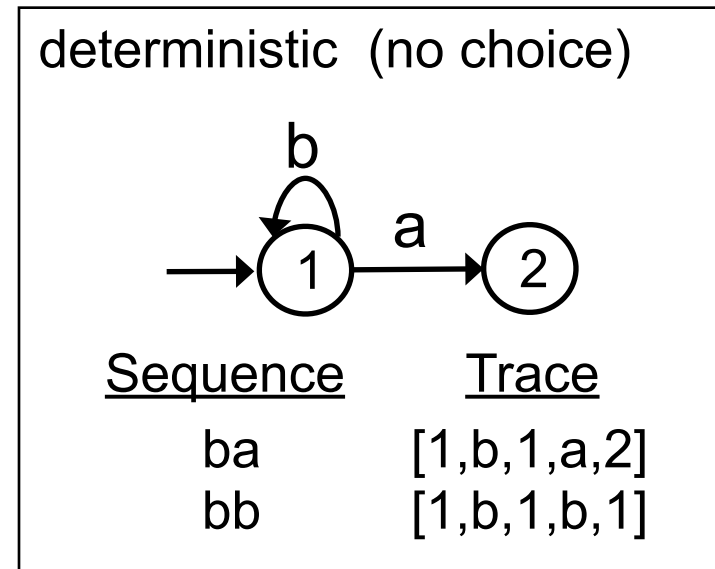 deterministic (no choice)
b
a
1 2
Sequence Trace
ba [1,b,1,a,2]
bb [1,b,1,b,1]